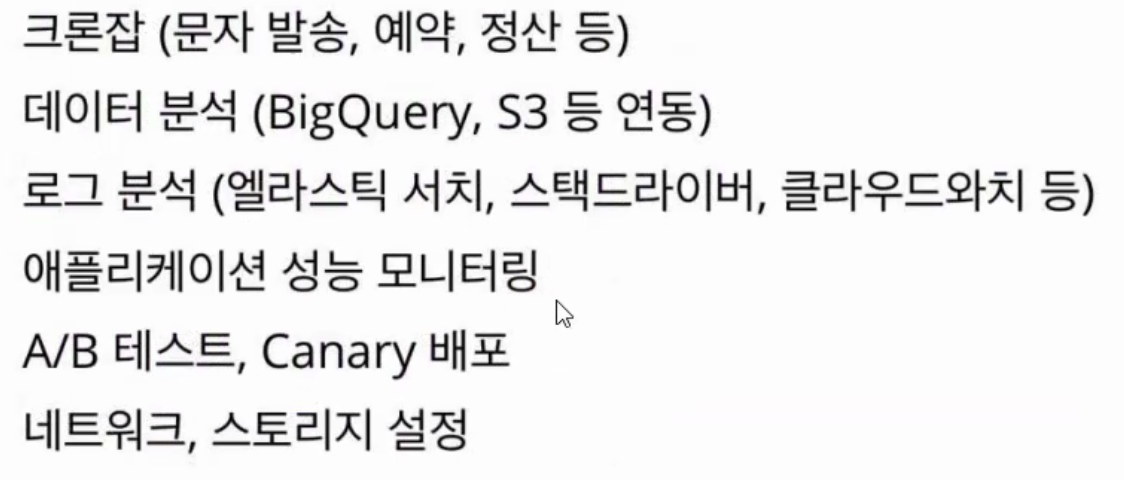 크론잡 (문자 발송, 예약, 정산 등)
데이터 분석 (BigQuery, S3 등 연동)
로그 분석 (엘라스틱 서치, 스택드라이버, 클라우드와치 등)
애플리케이션 성능 모니터링
A/B 테스트, Canary 배포
네트워크, 스토리지 설정